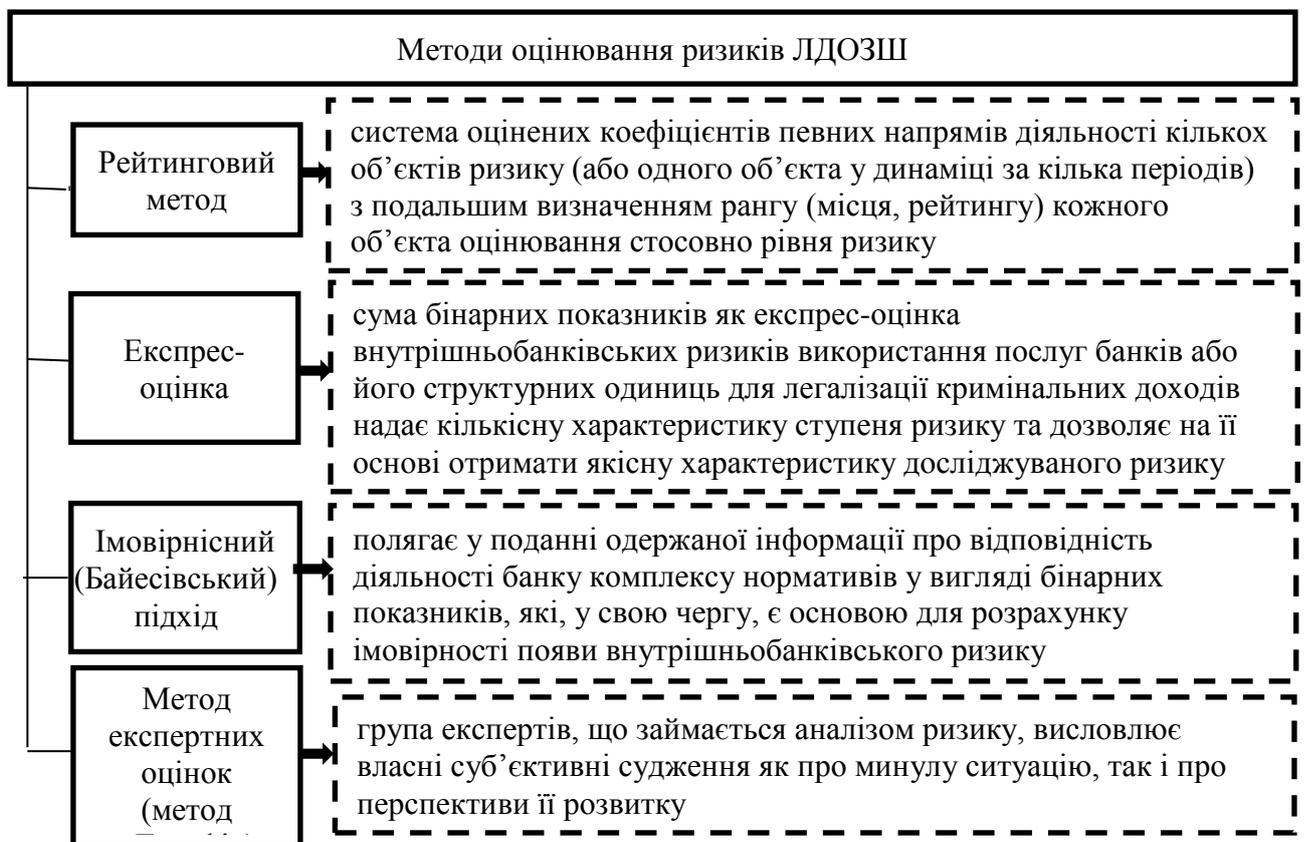 Методи оцінювання ризиків ЛДОЗШ
Рейтинговий
метод
система оцінених коефіцієнтів певних напрямів діяльності кількох
об’єктів ризику (або одного об’єкта у динаміці за кілька періодів)
з подальшим визначенням рангу (місця, рейтингу) кожного
об’єкта оцінювання стосовно рівня ризику
Експрес-
оцінка
сума бінарних показників як експрес-оцінка
внутрішньобанківських ризиків використання послуг банків або
його структурних одиниць для легалізації кримінальних доходів
надає кількісну характеристику ступеня ризику та дозволяє на її
основі отримати якісну характеристику досліджуваного ризику
Імовірнісний
(Байесівський)
підхід
полягає у поданні одержаної інформації про відповідність
діяльності банку комплексу нормативів у вигляді бінарних
показників, які, у свою чергу, є основою для розрахунку
імовірності появи внутрішньобанківського ризику
Метод
експертних
оцінок
(метод
група експертів, що займається аналізом ризику, висловлює
власні суб’єктивні судження як про минулу ситуацію, так і про
перспективи її розвитку